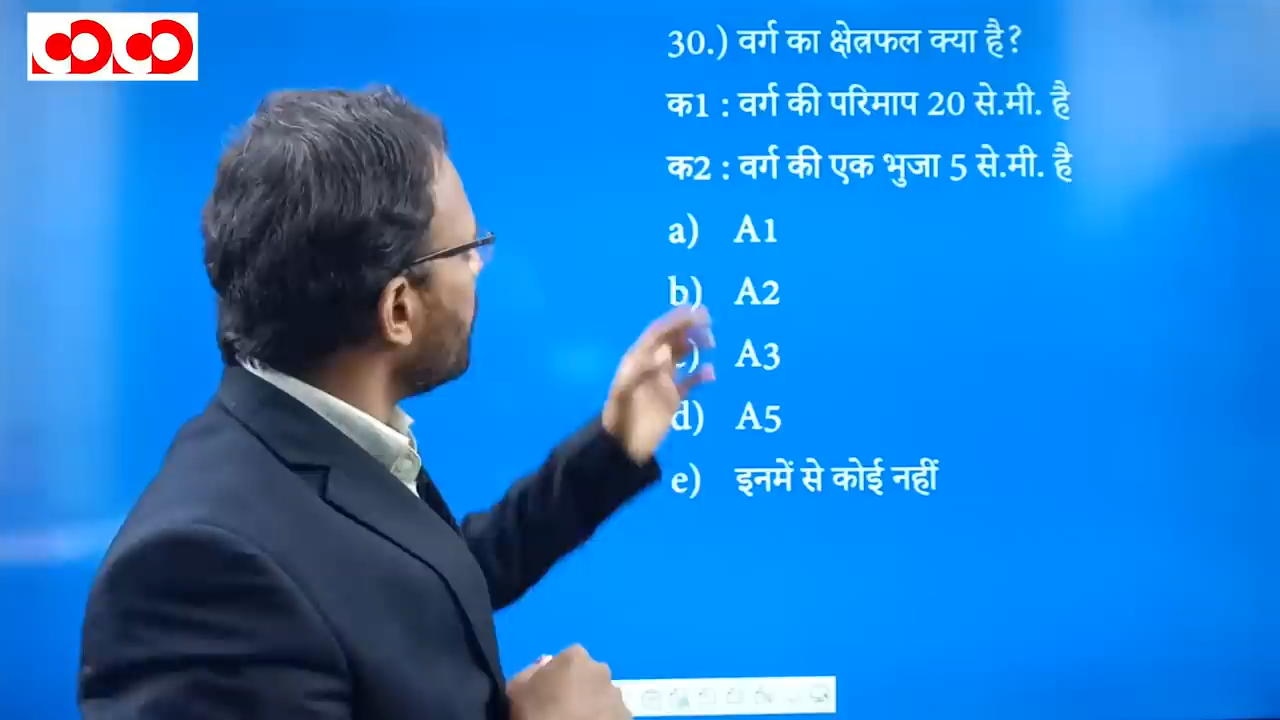 30.) वर्ग का क्षेत्रफल क्या है?
क1 : वर्ग की परिमाप 20 से.मी. है
क2 : वर्ग की एक भुजा 5 से.मी. है
a) A1
b) A2
c) A3
d) A5
e) इनमें से कोई नहीं